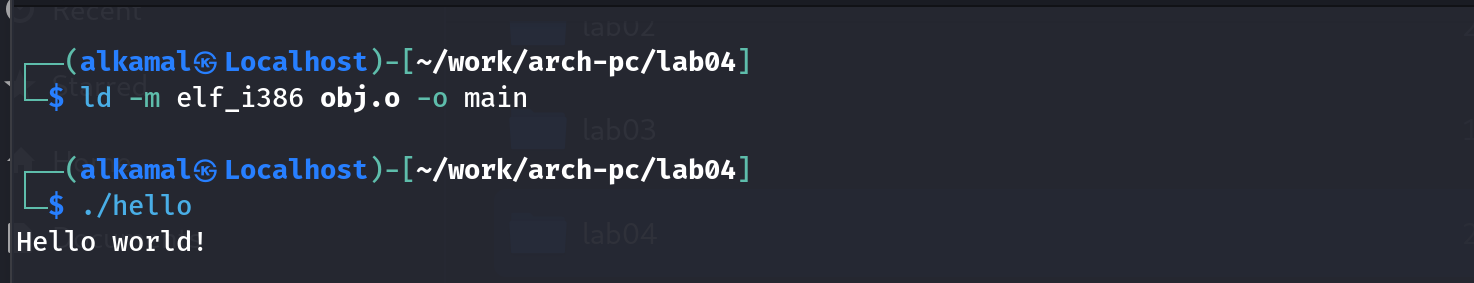 Recent
lab02
┌──(alkamal㉿Localhost)-[~/work/arch-pc/lab04]
Starred
└─$ ld -m elf_i386 obj.o -o main
lab03
┌──(alkamal㉿Localhost)-[~/work/arch-pc/lab04]
└─$ ./hello
lab04
Hello world!